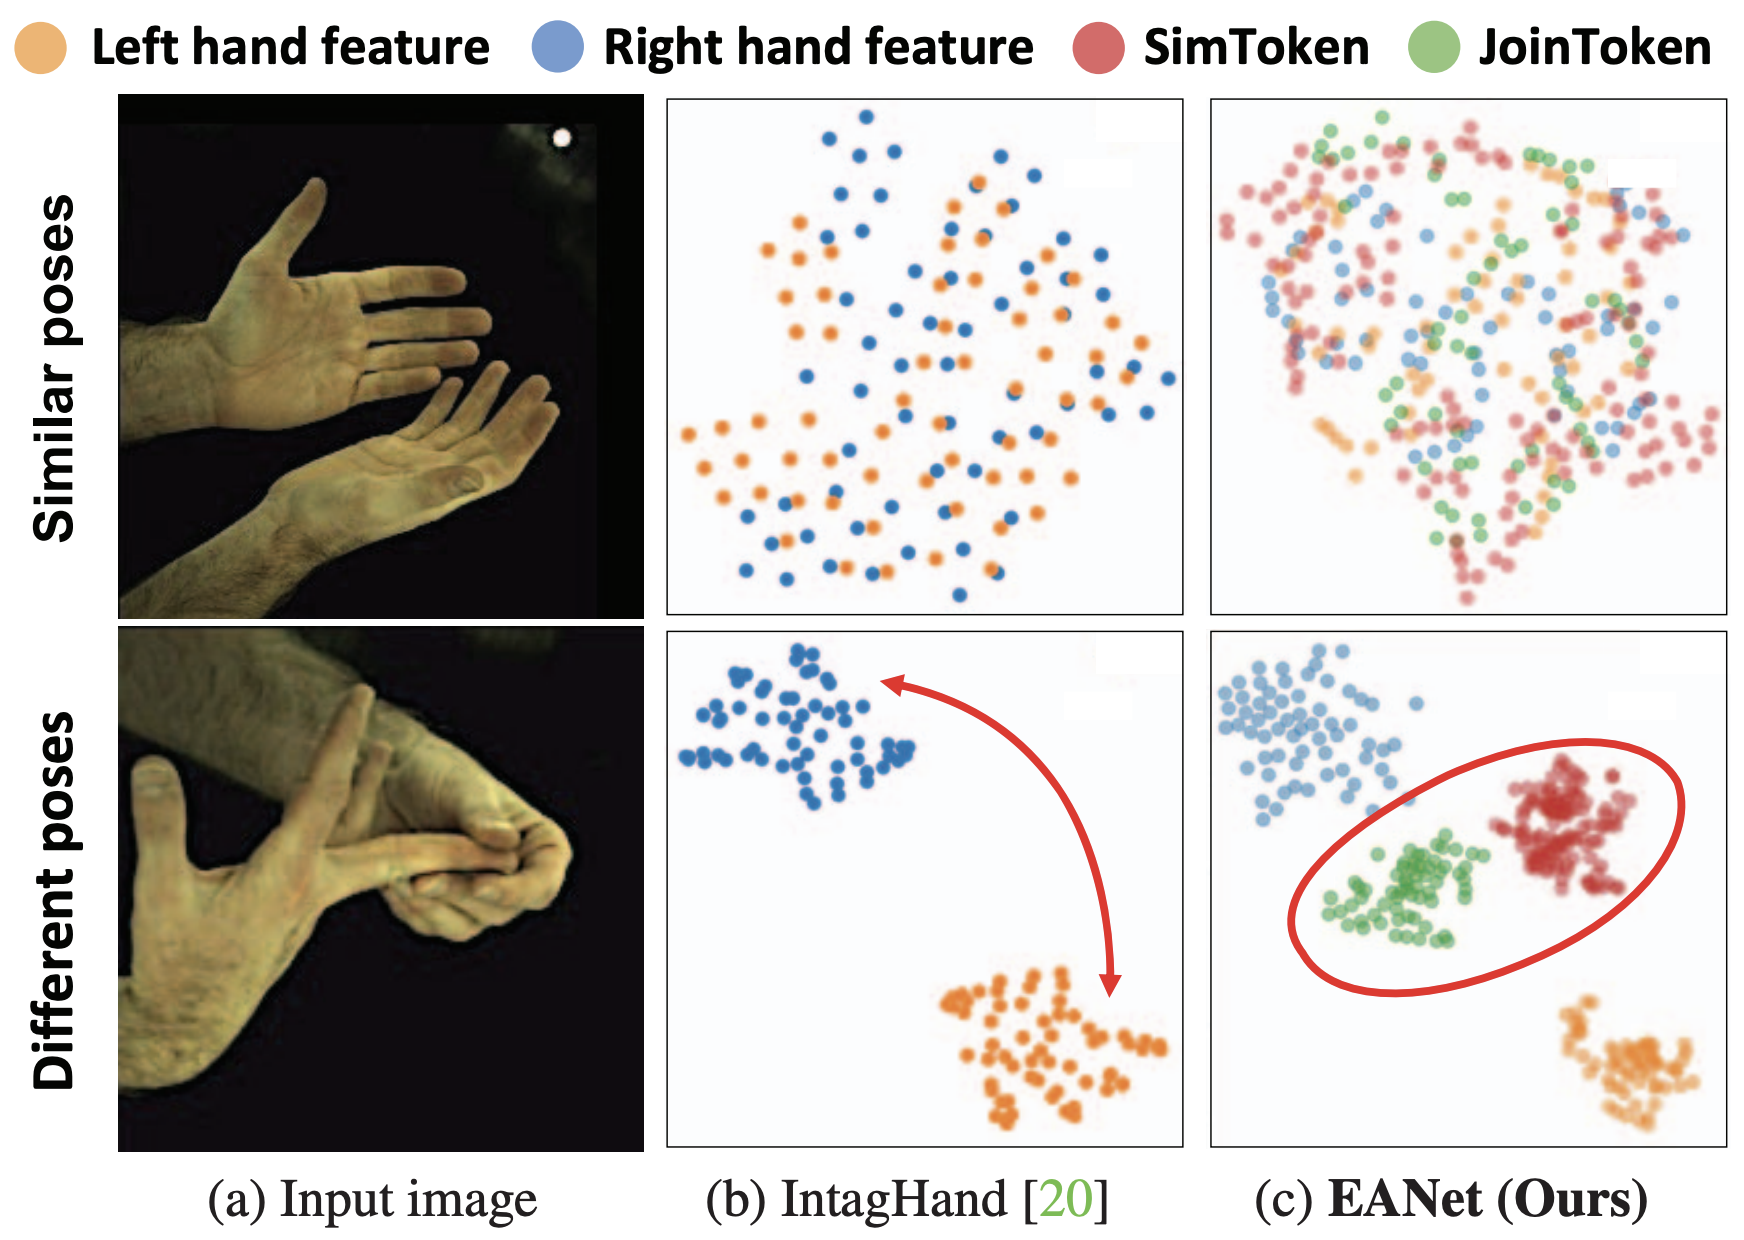 Left hand feature Right hand feature SimToken JoinToken
Similar poses
Different poses
(a) Input image
(b) IntagHand [20]
(c) EANet (Ours)